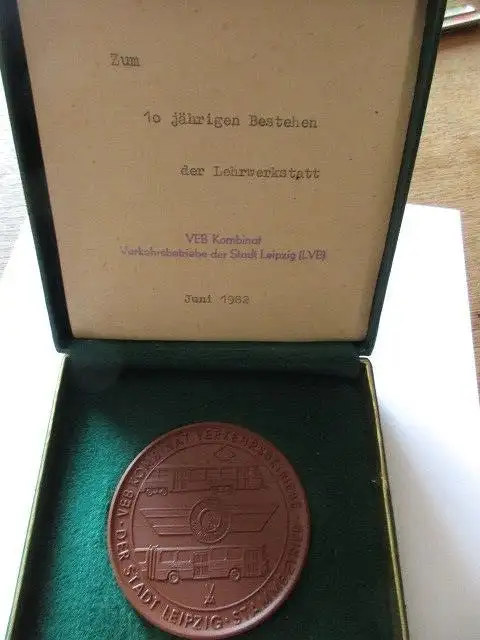 Zum
10 jährigen Bestehen
der Lehrwerkstatt
VEB Kombinat
Verkehrsbetriebe der Stadt Leipzig (LVB)
Juni 1982
VEB KOMBINAT VERKEHRSBETRIEBE
DER STADT LEIPZIG